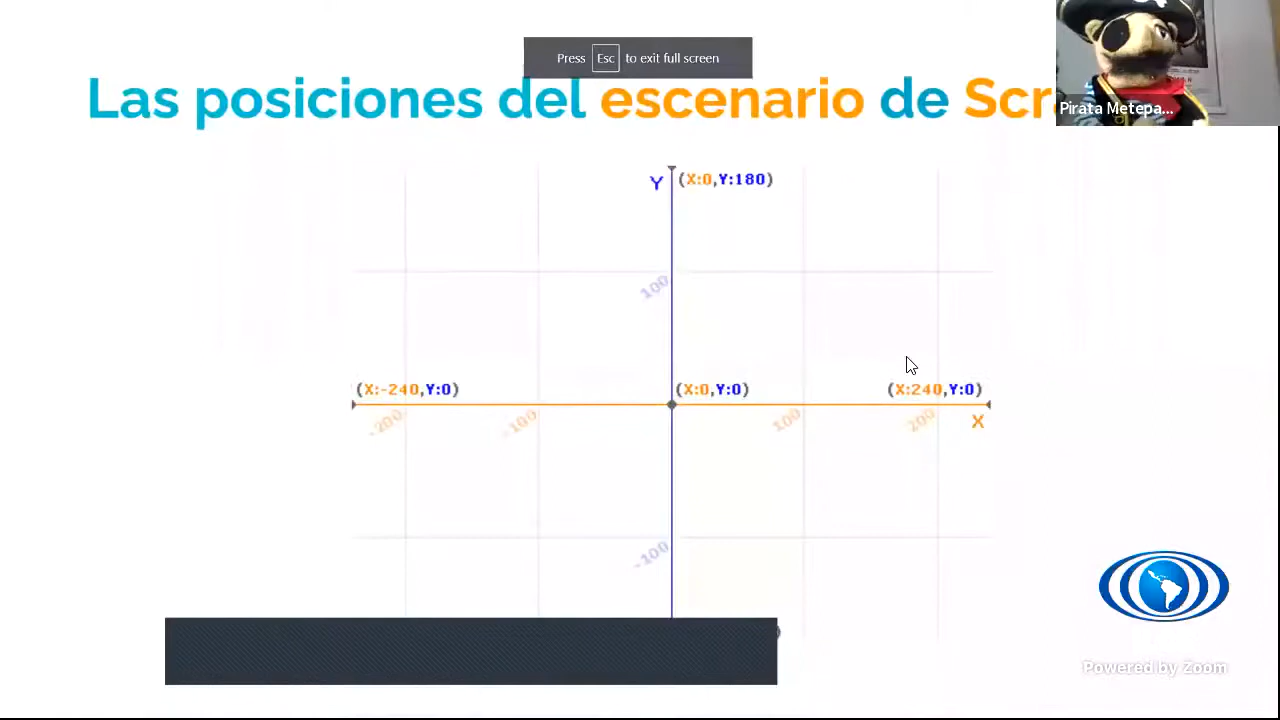 Press Esc to exit full screen
Las posiciones del escenario de Scr
Pirata Metepa...
Y (X:0,Y:180)
100
(X:-240,Y:0) (X:0,Y:0) (X:240,Y:0)
-200 -100 100 200 X
-100
)
Powered by Zoom